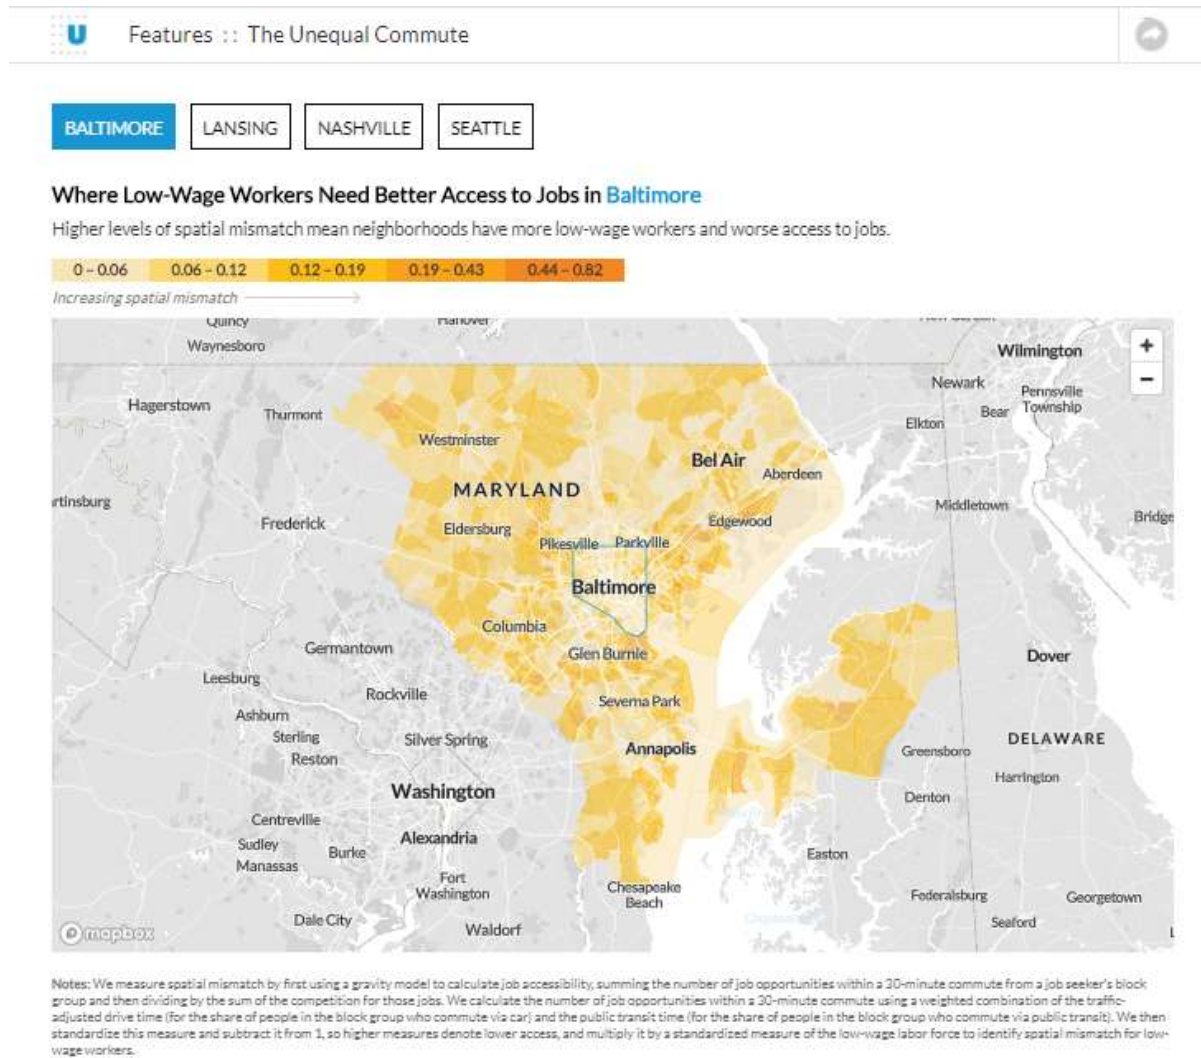 U
Features :: The Unequal Commute
BALTIMORE
LANSING
NASHVILLE
SEATTLE
Where Low-Wage Workers Need Better Access to Jobs in Baltimore
Higher levels of spatial mismatch mean neighborhoods have more low-wage workers and worse access to jobs.
0 – 0.06
0.06 – 0.12
0.12 – 0.19
0.19 – 0.43
0.44 – 0.82
Increasing spatial mismatch
Quincy
Hanover
Waynesboro
Wilmington
+
−
Newark
Pennsville
Township
Hagerstown
Thurmont
Bear
Elkton
Westminster
Bel Air
Aberdeen
MARYLAND
rtinsburg
Middletown
Frederick
Eldersburg
Edgewood
Bridge
Pikesville
Parkville
Baltimore
Columbia
Germantown
Glen Burnie
Dover
Leesburg
Rockville
Severna Park
Ashburn
Sterling
Silver Spring
Annapolis
DELAWARE
Reston
Greensboro
Harrington
Washington
Denton
Centreville
Alexandria
Sudley
Burke
Manassas
Easton
Fort
Washington
Chesapeake
Beach
Federalsburg
Georgetown
Dale City
Waldorf
Seaford
mapbox
Notes: We measure spatial mismatch by first using a gravity model to calculate job accessibility, summing the number of job opportunities within a 30-minute commute from a job seeker's block
group and then dividing by the sum of the competition for those jobs. We calculate the number of job opportunities within a 30-minute commute using a weighted combination of the traffic-
adjusted drive time (for the share of people in the block group who commute via car) and the public transit time (for the share of people in the block group who commute via public transit). We then
standardize this measure and subtract it from 1, so higher measures denote lower access, and multiply it by a standardized measure of the low-wage labor force to identify spatial mismatch for low-
wage workers.